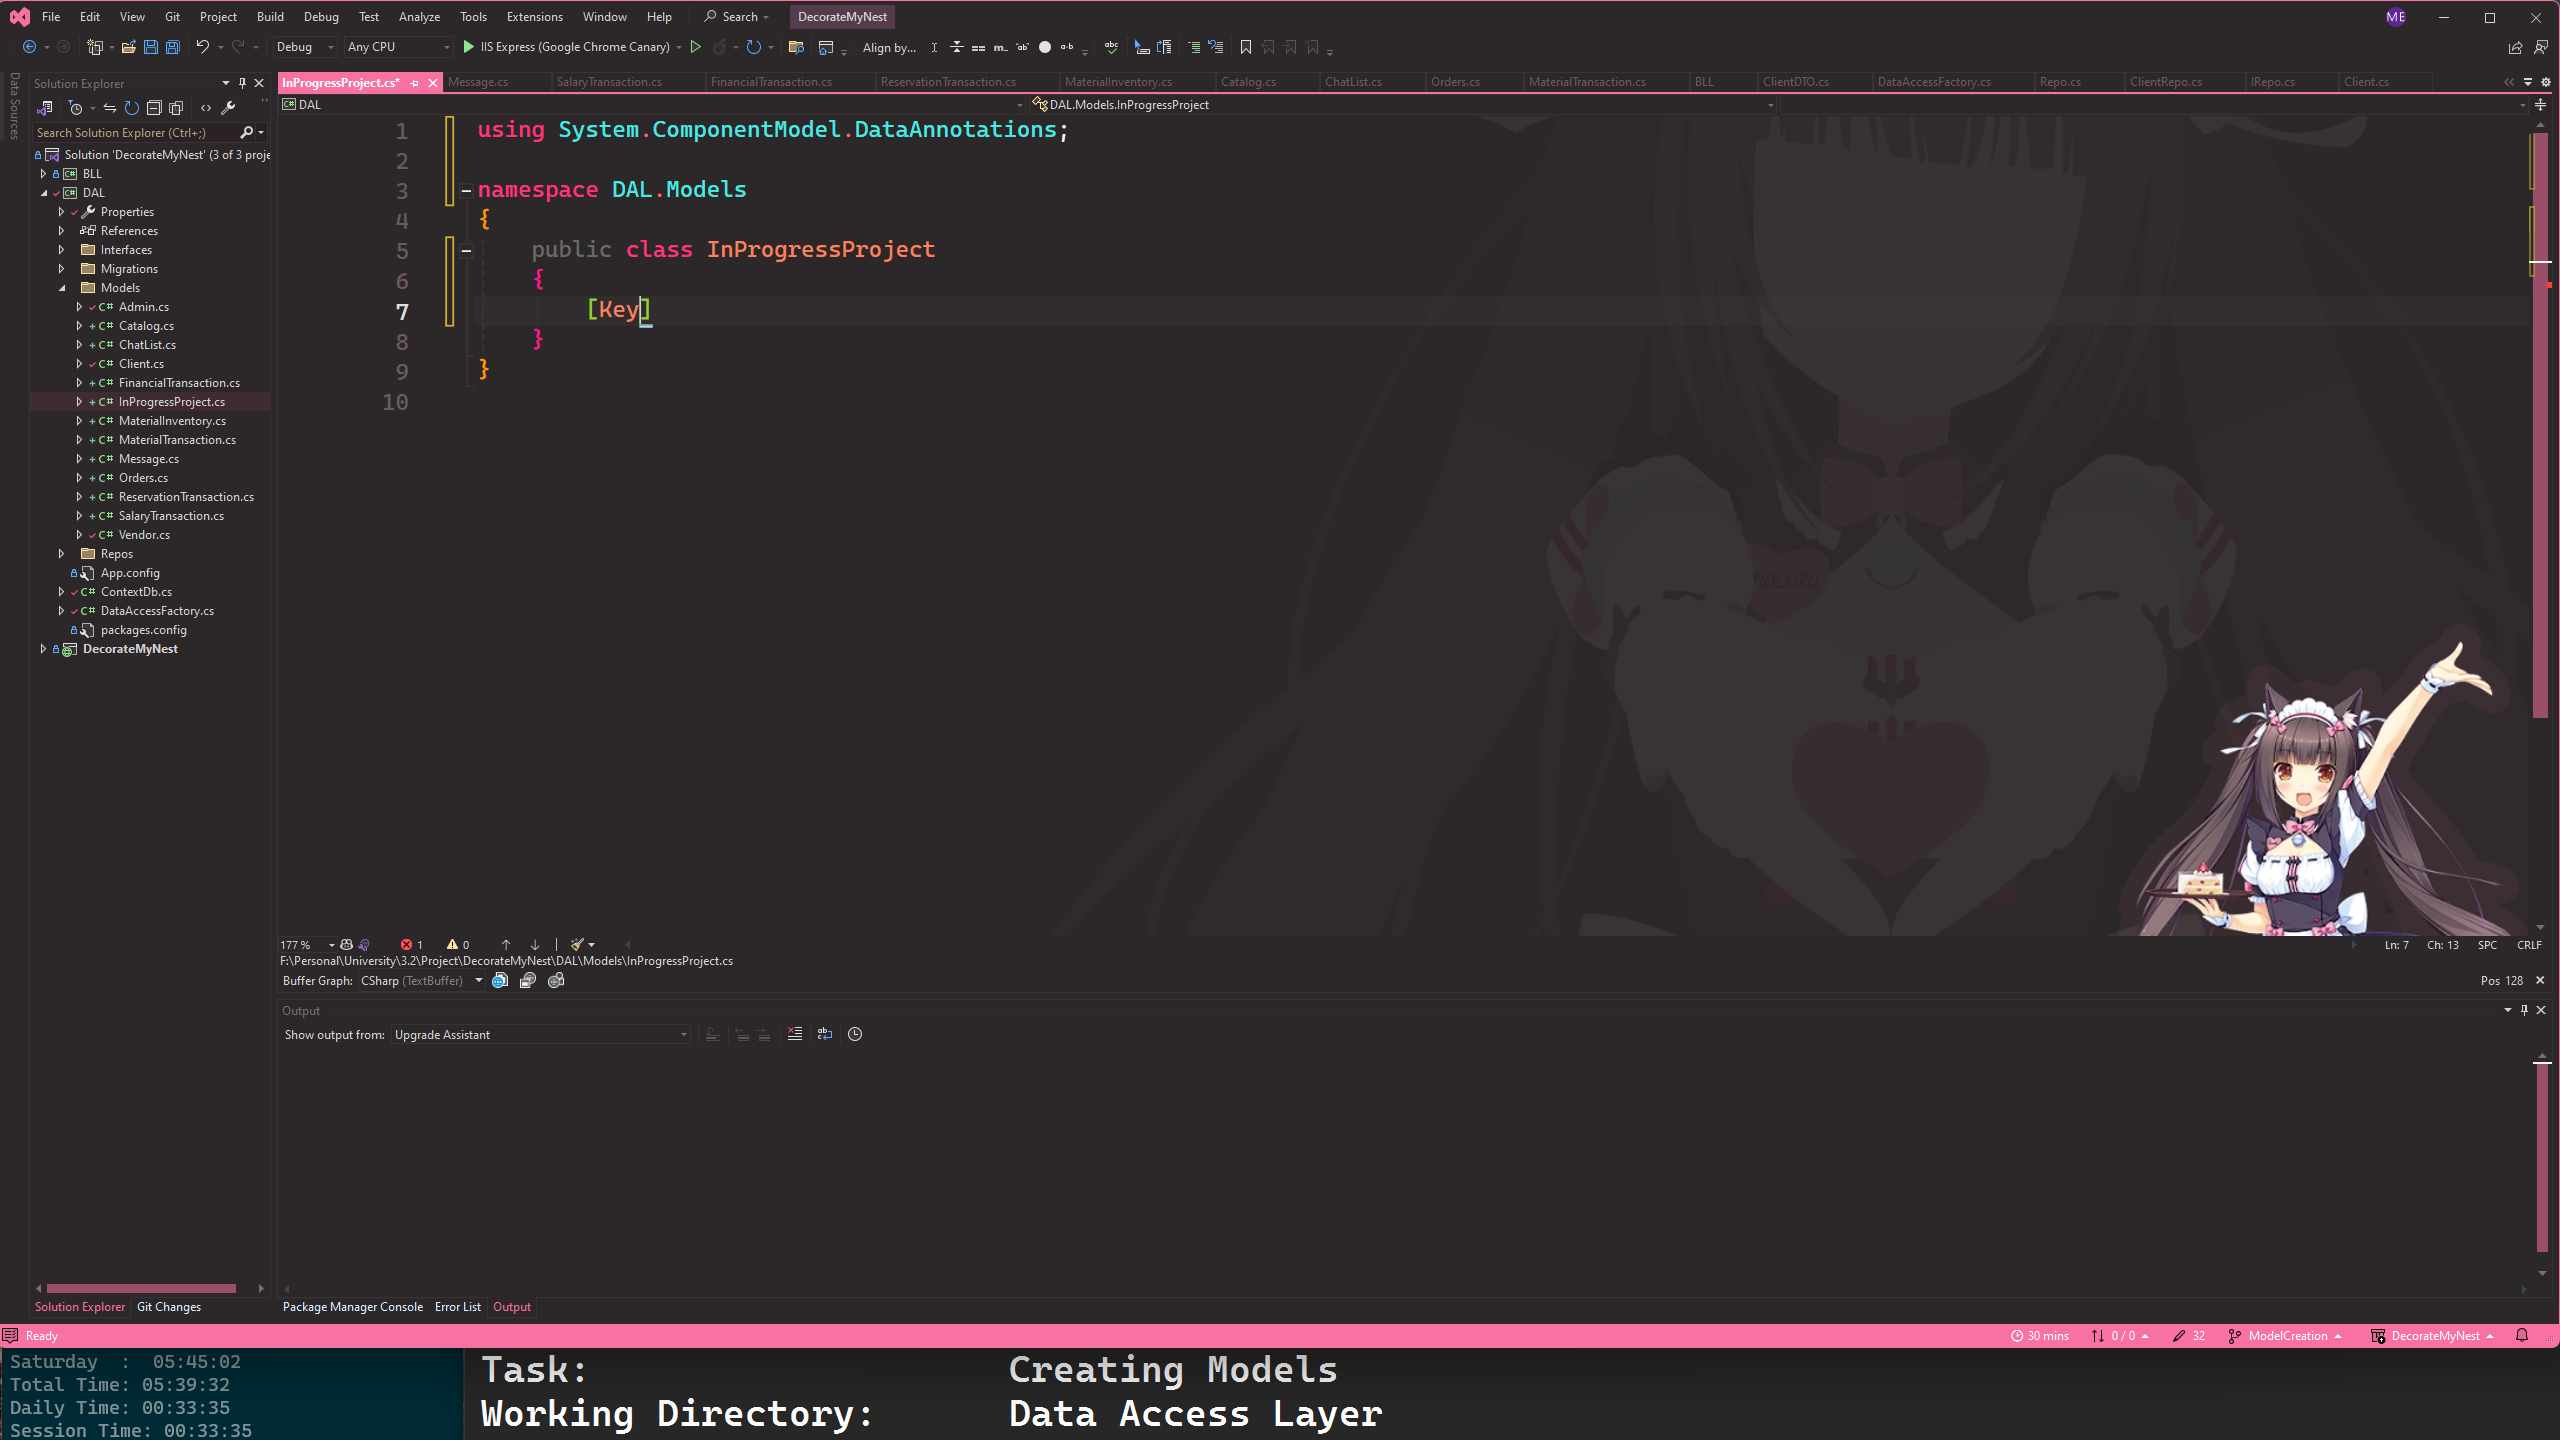 File Edit View Git Project Build Debug Test Analyze Tools Extensions Window Help Search DecorateMyNest ME
Debug Any CPU IIS Express (Google Chrome Canary) Align by...
Data Sources
Solution Explorer
InProgressProject.cs* Message.cs SalaryTransaction.cs FinancialTransaction.cs ReservationTransaction.cs MaterialInventory.cs Catalog.cs ChatList.cs Orders.cs MaterialTransaction.cs BLL ClientDTO.cs DataAccessFactory.cs Repo.cs ClientRepo.cs IRepo.cs Client.cs
DAL DAL.Models.InProgressProject
Search Solution Explorer (Ctrl+;)
Solution 'DecorateMyNest' (3 of 3 proje
BLL
DAL
Properties
References
Interfaces
Migrations
Models
C# Admin.cs
C# Catalog.cs
C# ChatList.cs
C# Client.cs
C# FinancialTransaction.cs
C# InProgressProject.cs
C# MaterialInventory.cs
C# MaterialTransaction.cs
C# Message.cs
C# Orders.cs
C# ReservationTransaction.cs
C# SalaryTransaction.cs
C# Vendor.cs
Repos
App.config
C# ContextDb.cs
C# DataAccessFactory.cs
packages.config
DecorateMyNest
1 using System.ComponentModel.DataAnnotations;
2
3 namespace DAL.Models
4 {
5 public class InProgressProject
6 {
7 [Key]
8 }
9 }
10
177 % 1 0 Ln: 7 Ch: 13 SPC CRLF
F:\Personal\University\3.2\Project\DecorateMyNest\DAL\Models\InProgressProject.cs
Buffer Graph: CSharp (TextBuffer) Pos 128
Output
Show output from: Upgrade Assistant
Solution Explorer Git Changes Package Manager Console Error List Output
Ready 30 mins 0 / 0 32 ModelCreation DecorateMyNest
Saturday : 05:45:02
Total Time: 05:39:32
Daily Time: 00:33:35
Session Time: 00:33:35
Task: Creating Models
Working Directory: Data Access Layer